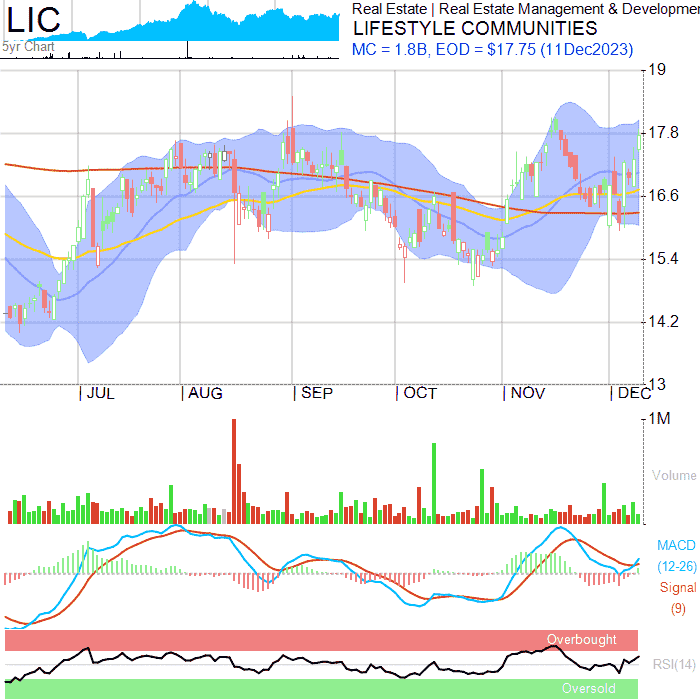 LIC
5yr Chart
Real Estate | Real Estate Management & Developmen
LIFESTYLE COMMUNITIES
MC = 1.8B, EOD = $17.75 (11Dec2023)
19
17.8
16.6
15.4
14.2
13
JUL AUG SEP OCT NOV DEC
1M
Volume
MACD
(12-26)
Signal
(9)
Overbought
RSI(14)
Oversold